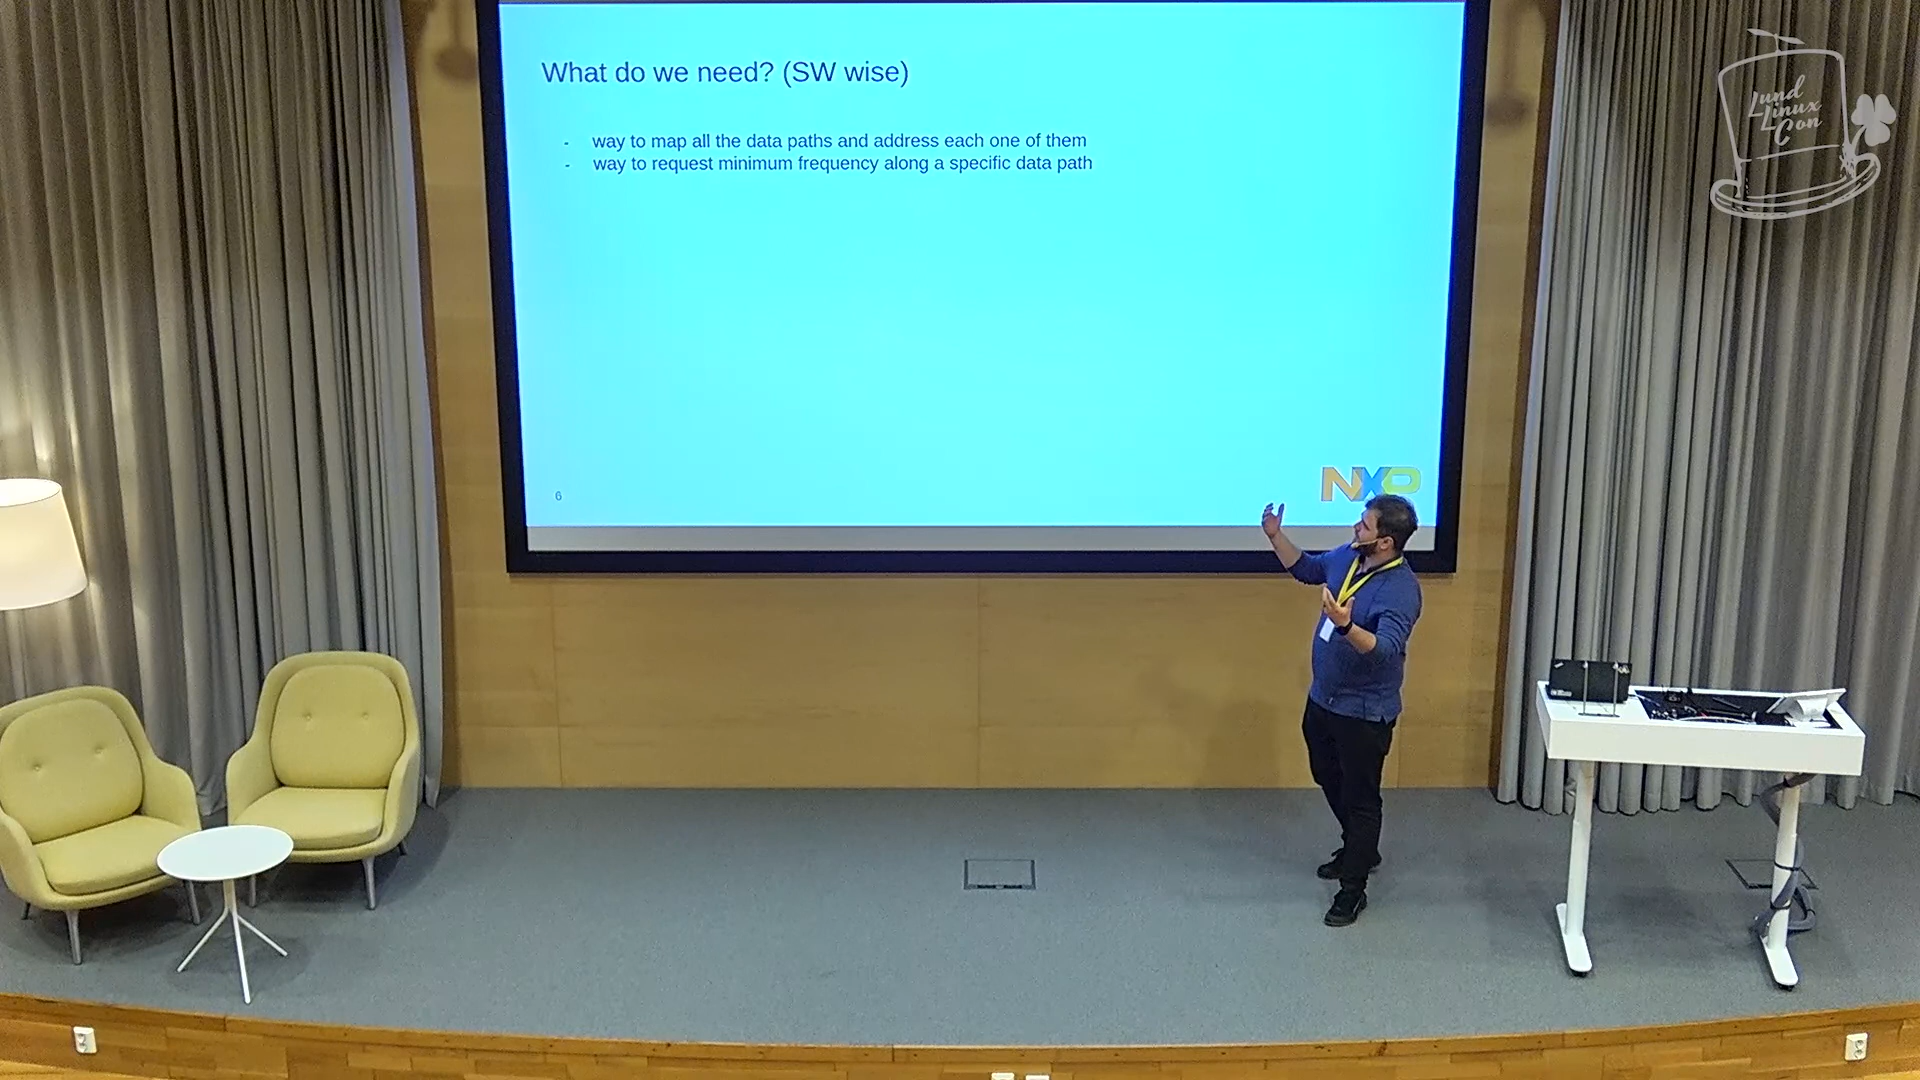 What do we need? (SW wise)
- way to map all the data paths and address each one of them
- way to request minimum frequency along a specific data path
6
NXP
Lund
Linux
Con